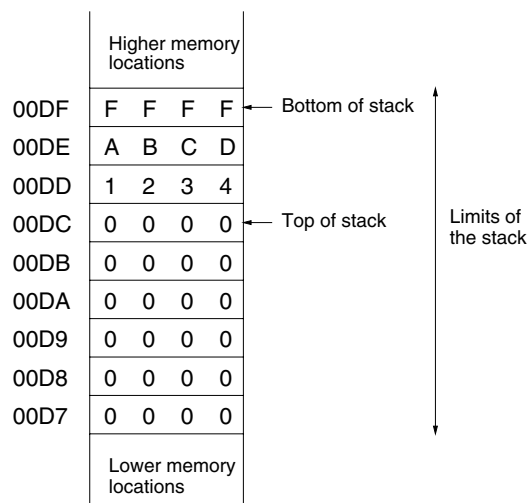 Higher memory
locations
00DF F F F F Bottom of stack
00DE A B C D
00DD 1 2 3 4
00DC 0 0 0 0 Top of stack
Limits of
the stack
00DB 0 0 0 0
00DA 0 0 0 0
00D9 0 0 0 0
00D8 0 0 0 0
00D7 0 0 0 0
Lower memory
locations